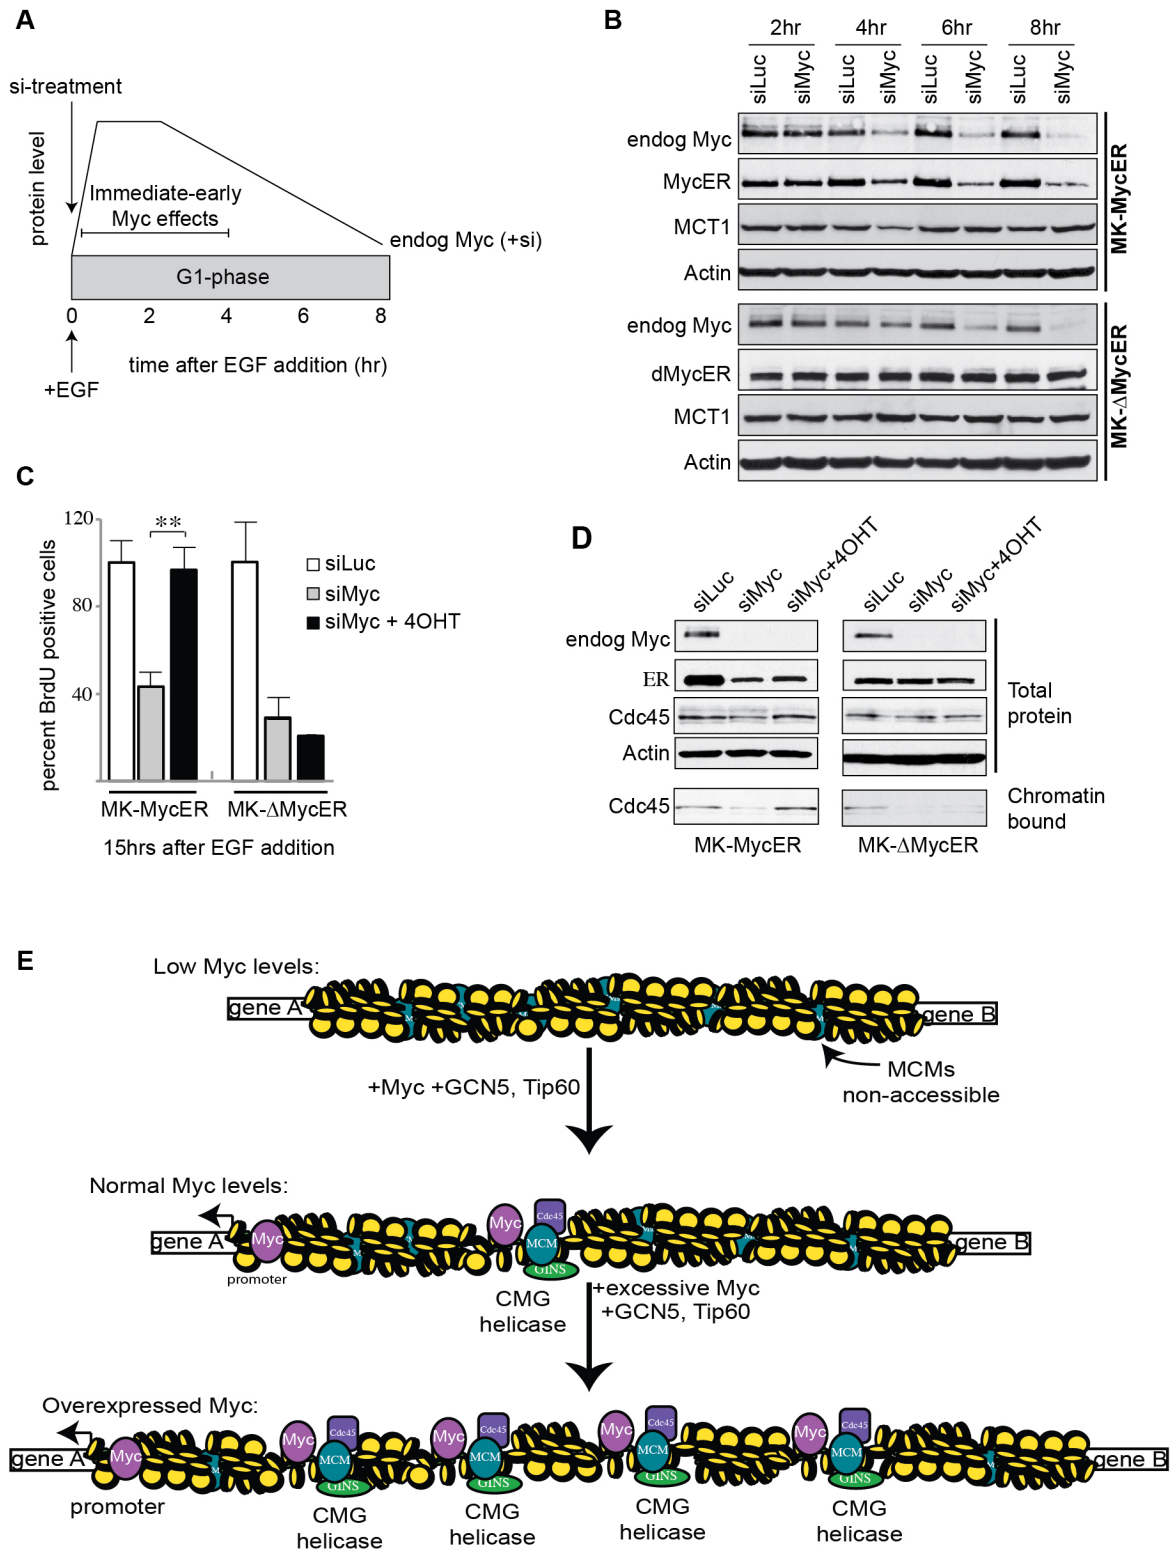 A
si-treatment
protein level
Immediate-early
Myc effects
endog Myc (+si)
G1-phase
0 2 4 6 8
time after EGF addition (hr)
+EGF
B
2hr 4hr 6hr 8hr
siLuc siMyc siLuc siMyc siLuc siMyc siLuc siMyc
endog Myc
MycER
MCT1
Actin
MK-MycER
endog Myc
dMycER
MCT1
Actin
MK-ΔMycER
C
percent BrdU positive cells
120
80
40
**
siLuc
siMyc
siMyc + 4OHT
MK-MycER MK-ΔMycER
15hrs after EGF addition
D
siLuc siMyc siMyc+4OHT siLuc siMyc siMyc+4OHT
endog Myc
ER
Cdc45
Actin
Total
protein
Cdc45
Chromatin
bound
MK-MycER MK-ΔMycER
E
Low Myc levels:
gene A gene B
MCMs
non-accessible
+Myc +GCN5, Tip60
Normal Myc levels:
gene A Myc Myc Cdc45 MCM GINS gene B
promoter
CMG
helicase
+excessive Myc
+GCN5, Tip60
Overexpressed Myc:
gene A Myc Myc Cdc45 MCM GINS Myc Cdc45 MCM GINS Myc Cdc45 MCM GINS Myc Cdc45 MCM GINS gene B
promoter
CMG
helicase
CMG
helicase
CMG
helicase
CMG
helicase